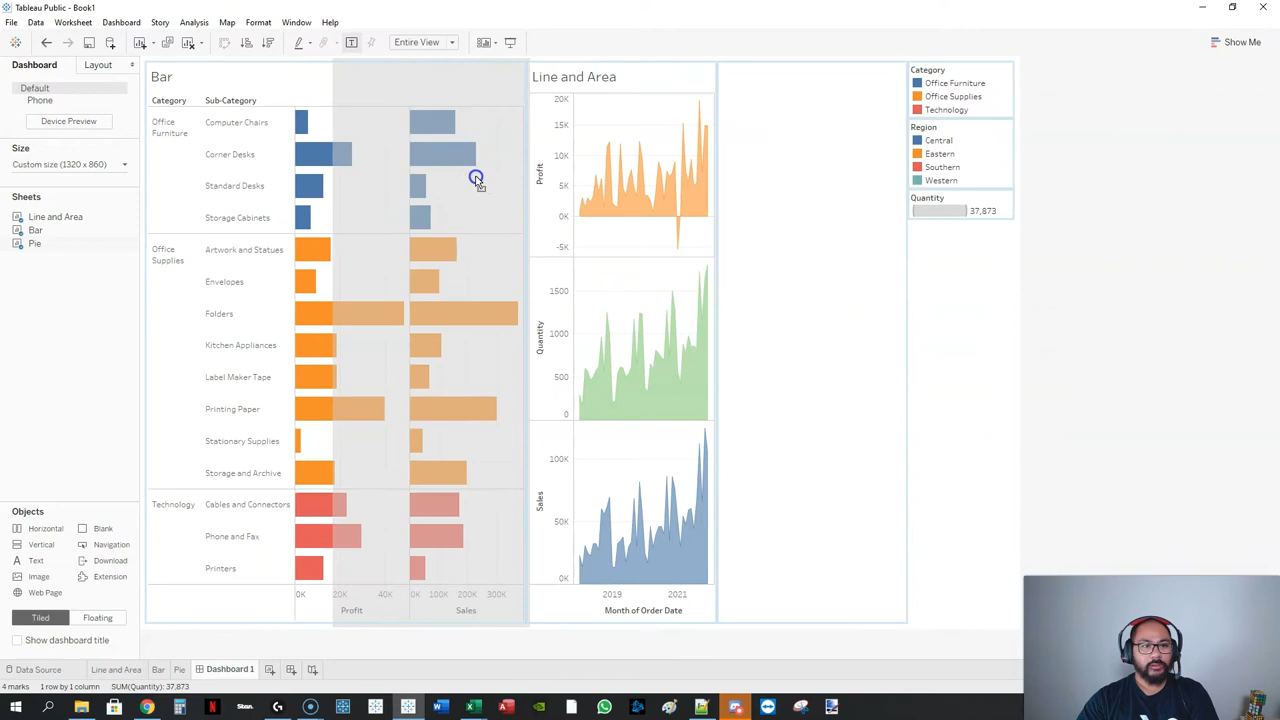 Tableau Public - Book1
File Data Worksheet Dashboard Story Analysis Map Format Window Help
Entire View
Show Me
Dashboard Layout
Default
Phone
Device Preview
Size
Custom size (1320 x 860)
Sheets
Line and Area
Bar
Pie
Objects
Horizontal Blank
Vertical Navigation
Text Download
Image Extension
Web Page
Tiled Floating
Show dashboard title
Bar
Category Sub-Category
Office Furniture
Computer Chairs
Corner Desks
Standard Desks
Storage Cabinets
Office Supplies
Artwork and Statues
Envelopes
Folders
Kitchen Appliances
Label Maker Tape
Printing Paper
Stationary Supplies
Storage and Archive
Technology
Cables and Connectors
Phone and Fax
Printers
0K 20K 40K 0K 100K 200K 300K
Profit Sales
Line and Area
20K
15K
10K
5K
0K
-5K
Profit
1500
1000
500
0
Quantity
100K
50K
0K
Sales
2019 2021
Month of Order Date
Category
Office Furniture
Office Supplies
Technology
Region
Central
Eastern
Southern
Western
Quantity
37,873
Data Source Line and Area Bar Pie Dashboard 1
4 marks 1 row by 1 column SUM(Quantity): 37,873
Stan.